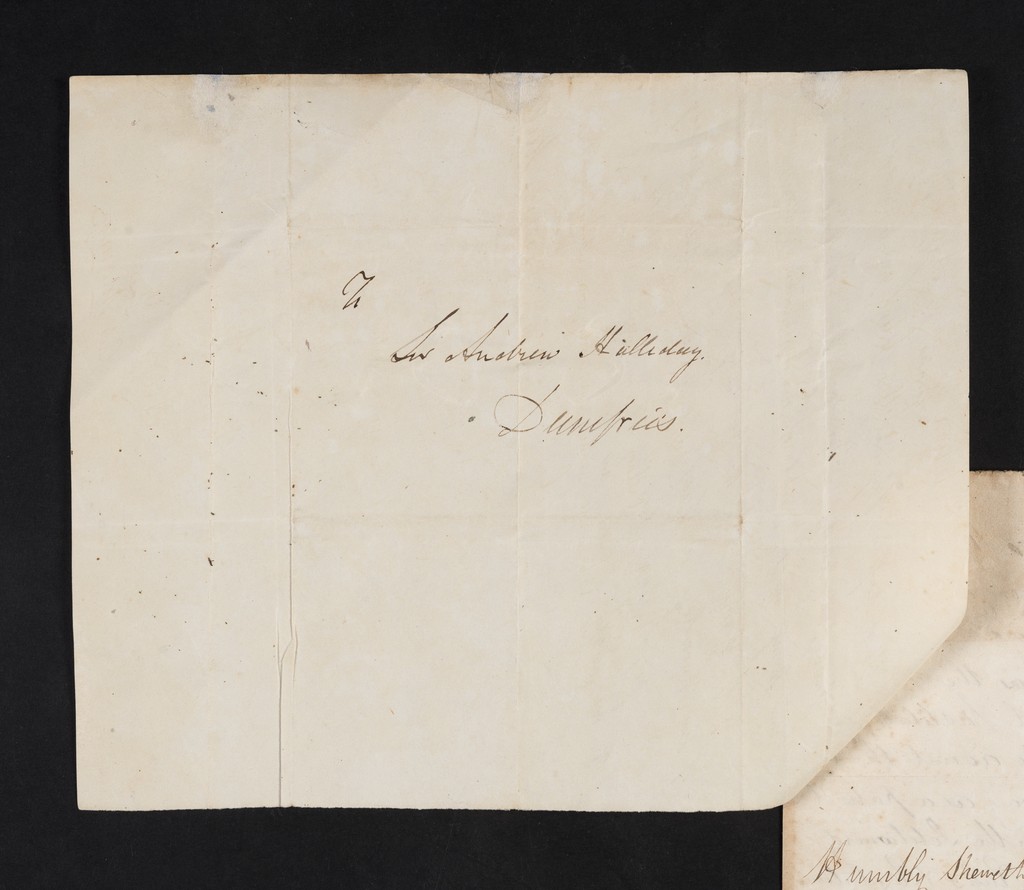 To
Sir Andrew Halliday.
Dumfries.
Humbly Sheweth